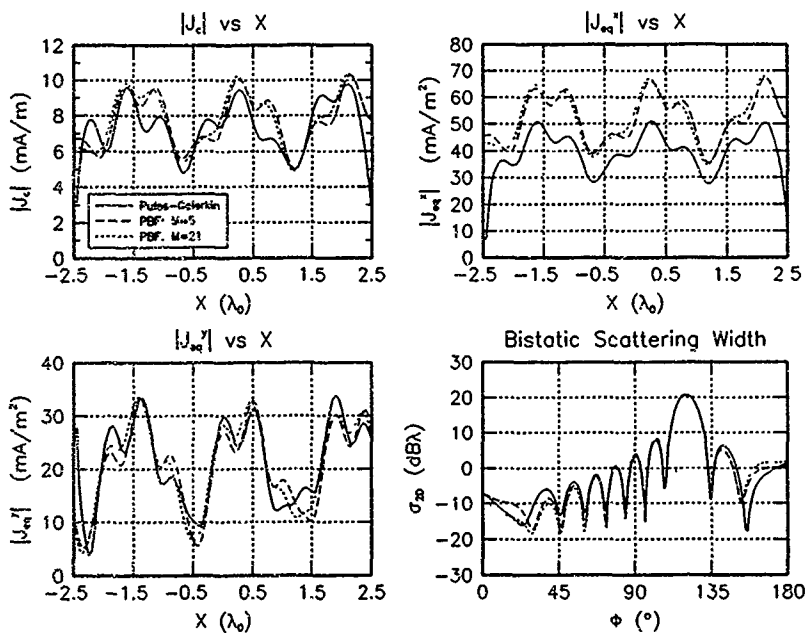 |J_c| vs X
|J_eq^x| vs X
12
10
8
6
4
2
0
|J_c| (mA/m)
Pulse-Galerkin
PBF: M=5
PBF. M=21
-2.5 -1.5 -0.5 0.5 1.5 2.5
X (λ₀)
80
70
60
50
40
30
20
10
0
|J_eq^x| (mA/m²)
-2.5 -1.5 -0.5 0.5 1.5 2 5
X (λ₀)
|J_eq^y| vs X
Bistatic Scattering Width
40
30
20
10
0
|J_eq^y| (mA/m²)
-2.5 -1.5 -0.5 0.5 1.5 2.5
X (λ₀)
30
20
10
0
-10
-20
-30
σ_2D (dBλ)
0 45 90 135 180
Φ (°)